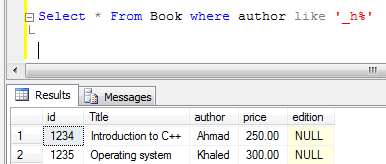 Select * From Book where author like '_h%'
Results Messages
id Title author price edition
1 1234 Introduction to C++ Ahmad 250.00 NULL
2 1235 Operating system Khaled 300.00 NULL